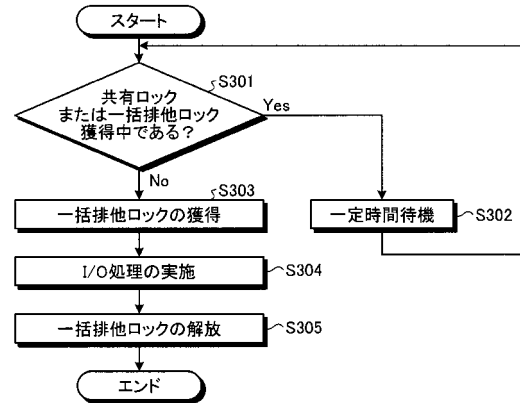 スタート
S301
共有ロック
または一括排他ロック
獲得中である?
Yes
No
S303
一括排他ロックの獲得
一定時間待機
S302
I/O処理の実施
S304
一括排他ロックの解放
S305
エンド